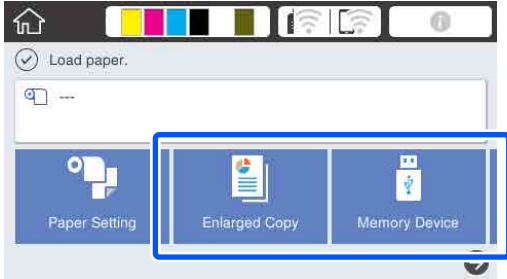 Load paper.
---
Paper Setting
Enlarged Copy
Memory Device